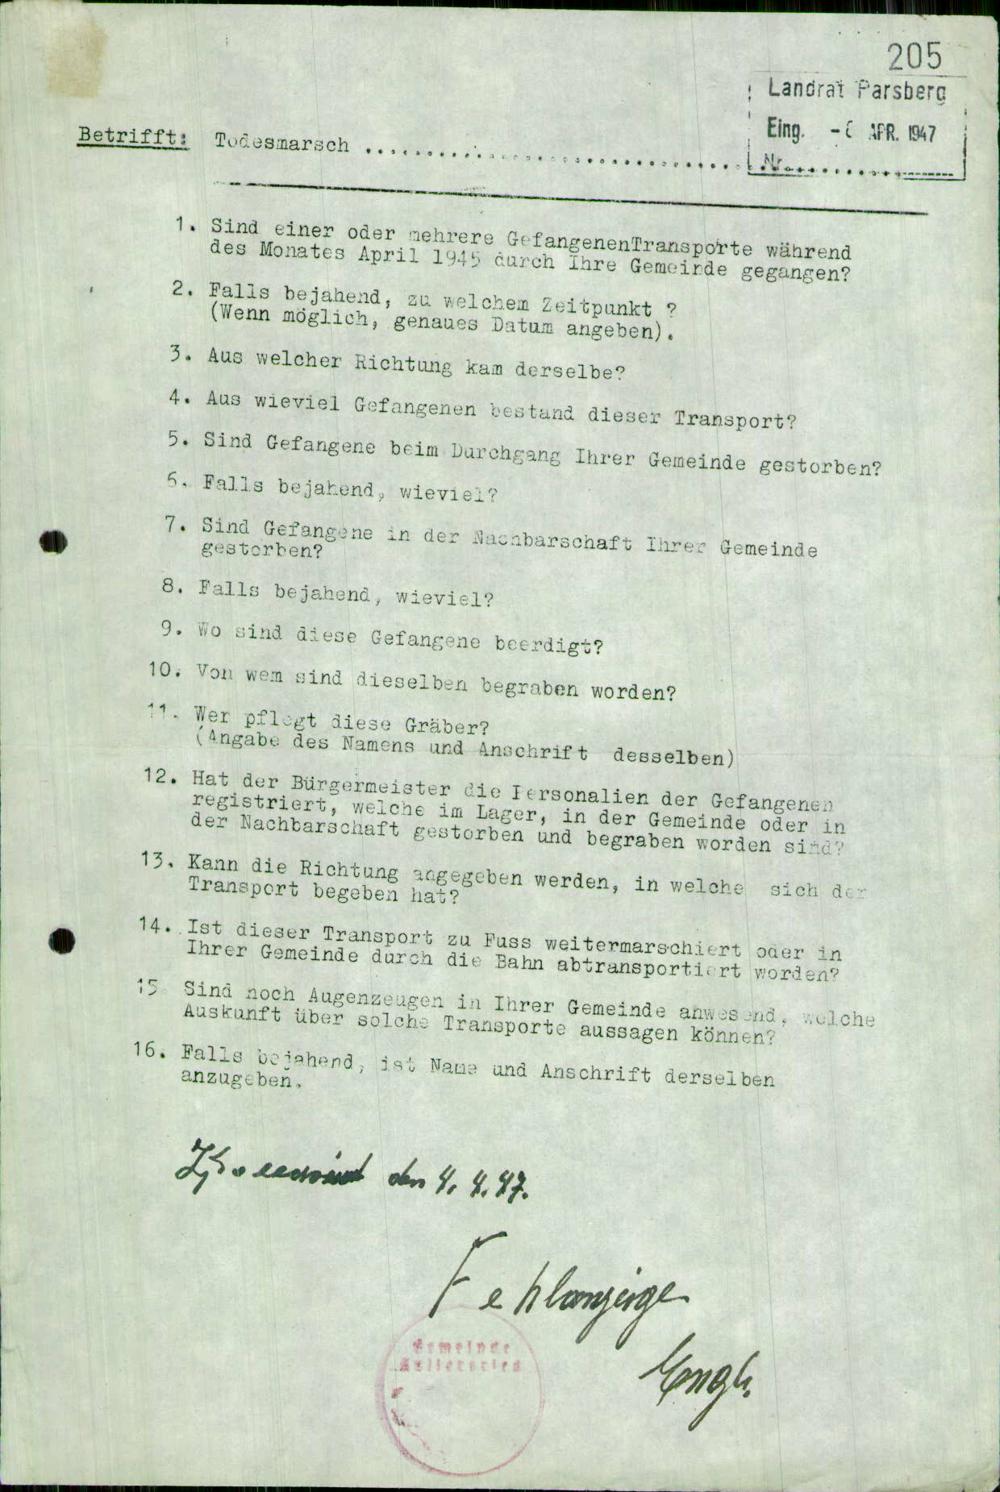 205
Landrat Parsberg
Eing. - 8 APR. 1947
Nr.
Betrifft: Todesmarsch
1. Sind einer oder mehrere GefangenenTransporte während
des Monates April 1945 durch Ihre Gemeinde gegangen?
2. Falls bejahend, zu welchem Zeitpunkt ?
(Wenn möglich, genaues Datum angeben).
3. Aus welcher Richtung kam derselbe?
4. Aus wieviel Gefangenen bestand dieser Transport?
5. Sind Gefangene beim Durchgang Ihrer Gemeinde gestorben?
6. Falls bejahend, wieviel?
7. Sind Gefangene in der Nachbarschaft Ihrer Gemeinde
gestorben?
8. Falls bejahend, wieviel?
9. Wo sind diese Gefangene beerdigt?
10. Von wem sind dieselben begraben worden?
11. Wer pflegt diese Gräber?
(Angabe des Namens und Anschrift desselben)
12. Hat der Bürgermeister die Personalien der Gefangenen
registriert, welche im Lager, in der Gemeinde oder in
der Nachbarschaft gestorben und begraben worden sind?
13. Kann die Richtung angegeben werden, in welche sich der
Transport begeben hat?
14. Ist dieser Transport zu Fuss weitermarschiert oder in
Ihrer Gemeinde durch die Bahn abtransportiert worden?
15. Sind noch Augenzeugen in Ihrer Gemeinde anwesend, welche
Auskunft über solche Transporte aussagen können?
16. Falls bejahend, ist Name und Anschrift derselben
anzugeben.
den 4. 4. 47.
Fehlanzeige
Gemeinde